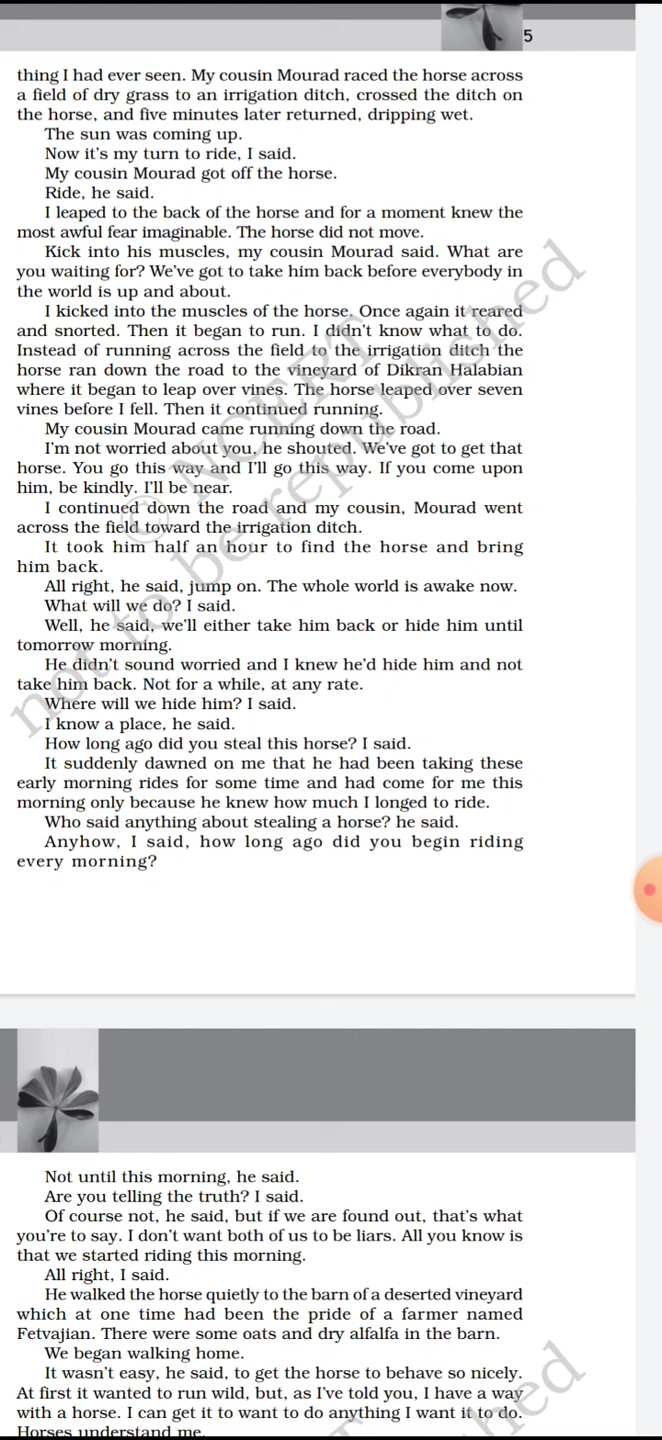 5
thing I had ever seen. My cousin Mourad raced the horse across
a field of dry grass to an irrigation ditch, crossed the ditch on
the horse, and five minutes later returned, dripping wet.
The sun was coming up.
Now it's my turn to ride, I said.
My cousin Mourad got off the horse.
Ride, he said.
I leaped to the back of the horse and for a moment knew the
most awful fear imaginable. The horse did not move.
Kick into his muscles, my cousin Mourad said. What are
you waiting for? We've got to take him back before everybody in
the world is up and about.
I kicked into the muscles of the horse. Once again it reared
and snorted. Then it began to run. I didn't know what to do.
Instead of running across the field to the irrigation ditch the
horse ran down the road to the vineyard of Dikran Halabian
where it began to leap over vines. The horse leaped over seven
vines before I fell. Then it continued running.
My cousin Mourad came running down the road.
I'm not worried about you, he shouted. We've got to get that
horse. You go this way and I'll go this way. If you come upon
him, be kindly. I'll be near.
I continued down the road and my cousin, Mourad went
across the field toward the irrigation ditch.
It took him half an hour to find the horse and bring
him back.
All right, he said, jump on. The whole world is awake now.
What will we do? I said.
Well, he said, we'll either take him back or hide him until
tomorrow morning.
He didn't sound worried and I knew he'd hide him and not
take him back. Not for a while, at any rate.
Where will we hide him? I said.
I know a place, he said.
How long ago did you steal this horse? I said.
It suddenly dawned on me that he had been taking these
early morning rides for some time and had come for me this
morning only because he knew how much I longed to ride.
Who said anything about stealing a horse? he said.
Anyhow, I said, how long ago did you begin riding
every morning?
© NCERT
not to be republished
Not until this morning, he said.
Are you telling the truth? I said.
Of course not, he said, but if we are found out, that's what
you're to say. I don't want both of us to be liars. All you know is
that we started riding this morning.
All right, I said.
He walked the horse quietly to the barn of a deserted vineyard
which at one time had been the pride of a farmer named
Fetvajian. There were some oats and dry alfalfa in the barn.
We began walking home.
It wasn't easy, he said, to get the horse to behave so nicely.
At first it wanted to run wild, but, as I've told you, I have a way
with a horse. I can get it to want to do anything I want it to do.
Horses understand me.
hed